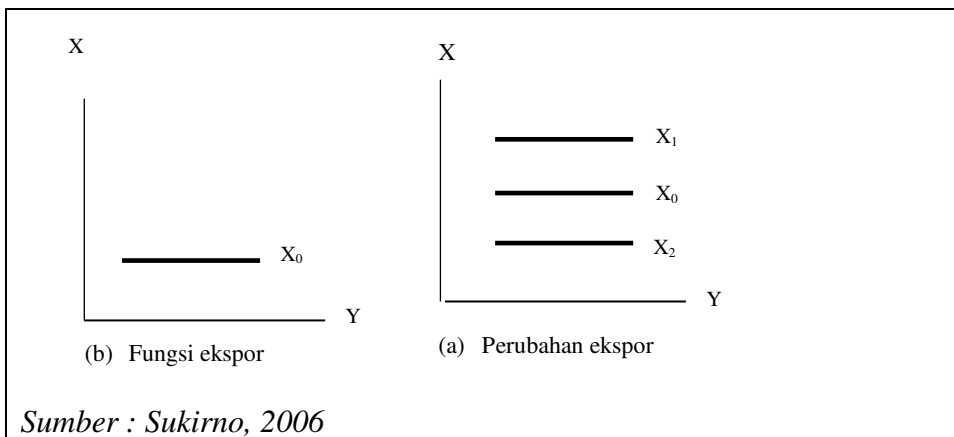 X
X₀
Y
(b) Fungsi ekspor
X
X₁
X₀
X₂
Y
(a) Perubahan ekspor
Sumber : Sukirno, 2006